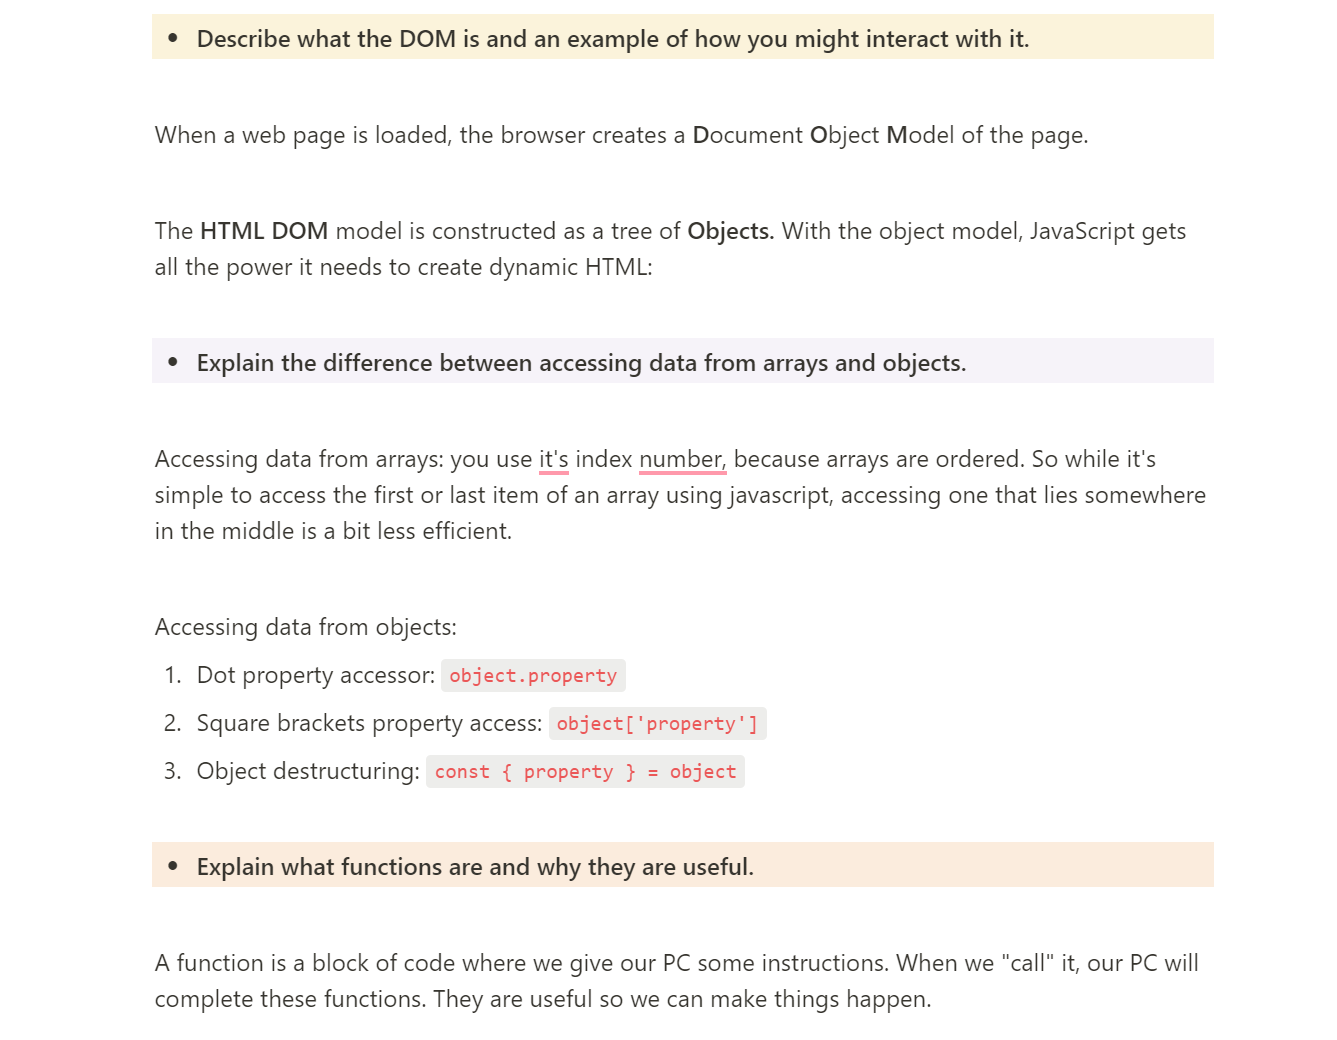 • Describe what the DOM is and an example of how you might interact with it.
When a web page is loaded, the browser creates a Document Object Model of the page.
The HTML DOM model is constructed as a tree of Objects. With the object model, JavaScript gets
all the power it needs to create dynamic HTML:
• Explain the difference between accessing data from arrays and objects.
Accessing data from arrays: you use it's index number, because arrays are ordered. So while it's
simple to access the first or last item of an array using javascript, accessing one that lies somewhere
in the middle is a bit less efficient.
Accessing data from objects:
1. Dot property accessor: object.property
2. Square brackets property access: object['property']
3. Object destructuring: const { property } = object
• Explain what functions are and why they are useful.
A function is a block of code where we give our PC some instructions. When we "call" it, our PC will
complete these functions. They are useful so we can make things happen.